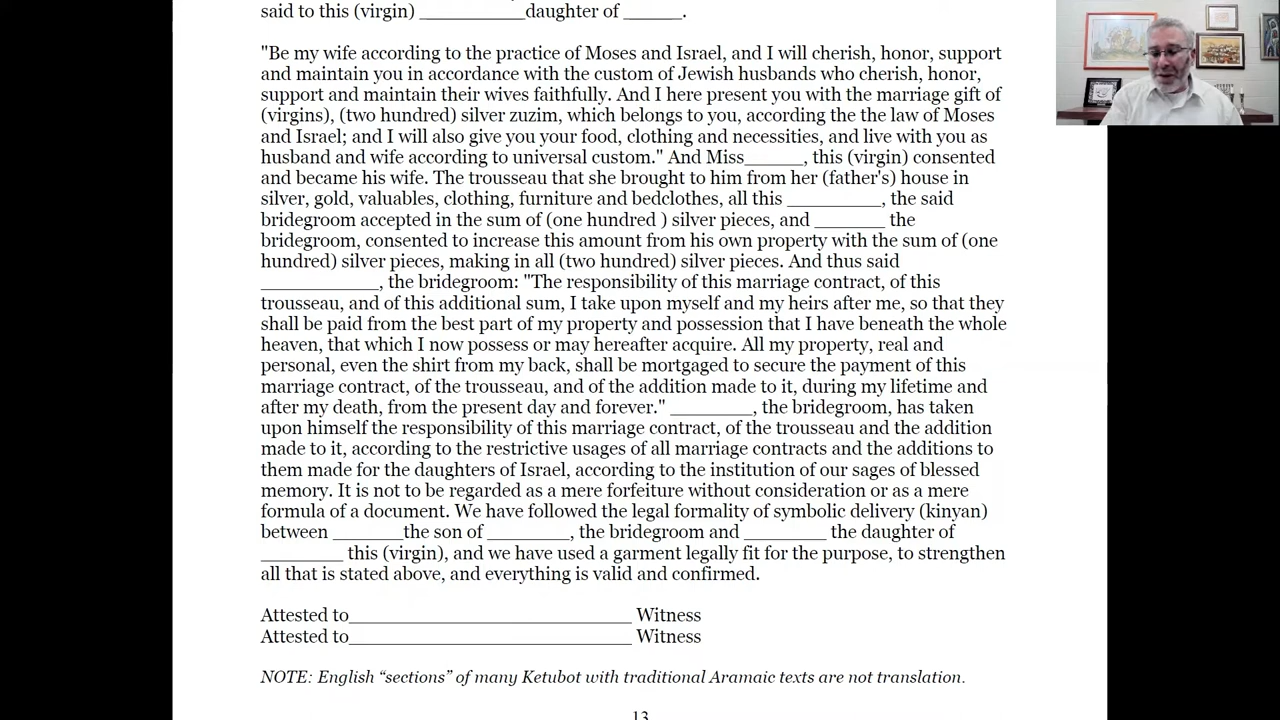 said to this (virgin) ___________daughter of ______.
"Be my wife according to the practice of Moses and Israel, and I will cherish, honor, support
and maintain you in accordance with the custom of Jewish husbands who cherish, honor,
support and maintain their wives faithfully. And I here present you with the marriage gift of
(virgins), (two hundred) silver zuzim, which belongs to you, according the the law of Moses
and Israel; and I will also give you your food, clothing and necessities, and live with you as
husband and wife according to universal custom." And Miss______, this (virgin) consented
and became his wife. The trousseau that she brought to him from her (father's) house in
silver, gold, valuables, clothing, furniture and bedclothes, all this __________, the said
bridegroom accepted in the sum of (one hundred ) silver pieces, and _______ the
bridegroom, consented to increase this amount from his own property with the sum of (one
hundred) silver pieces, making in all (two hundred) silver pieces. And thus said
____________, the bridegroom: "The responsibility of this marriage contract, of this
trousseau, and of this additional sum, I take upon myself and my heirs after me, so that they
shall be paid from the best part of my property and possession that I have beneath the whole
heaven, that which I now possess or may hereafter acquire. All my property, real and
personal, even the shirt from my back, shall be mortgaged to secure the payment of this
marriage contract, of the trousseau, and of the addition made to it, during my lifetime and
after my death, from the present day and forever." ________, the bridegroom, has taken
upon himself the responsibility of this marriage contract, of the trousseau and the addition
made to it, according to the restrictive usages of all marriage contracts and the additions to
them made for the daughters of Israel, according to the institution of our sages of blessed
memory. It is not to be regarded as a mere forfeiture without consideration or as a mere
formula of a document. We have followed the legal formality of symbolic delivery (kinyan)
between _______the son of ________, the bridegroom and ________ the daughter of
________ this (virgin), and we have used a garment legally fit for the purpose, to strengthen
all that is stated above, and everything is valid and confirmed.
Attested to____________________________ Witness
Attested to____________________________ Witness
NOTE: English “sections” of many Ketubot with traditional Aramaic texts are not translation.
13